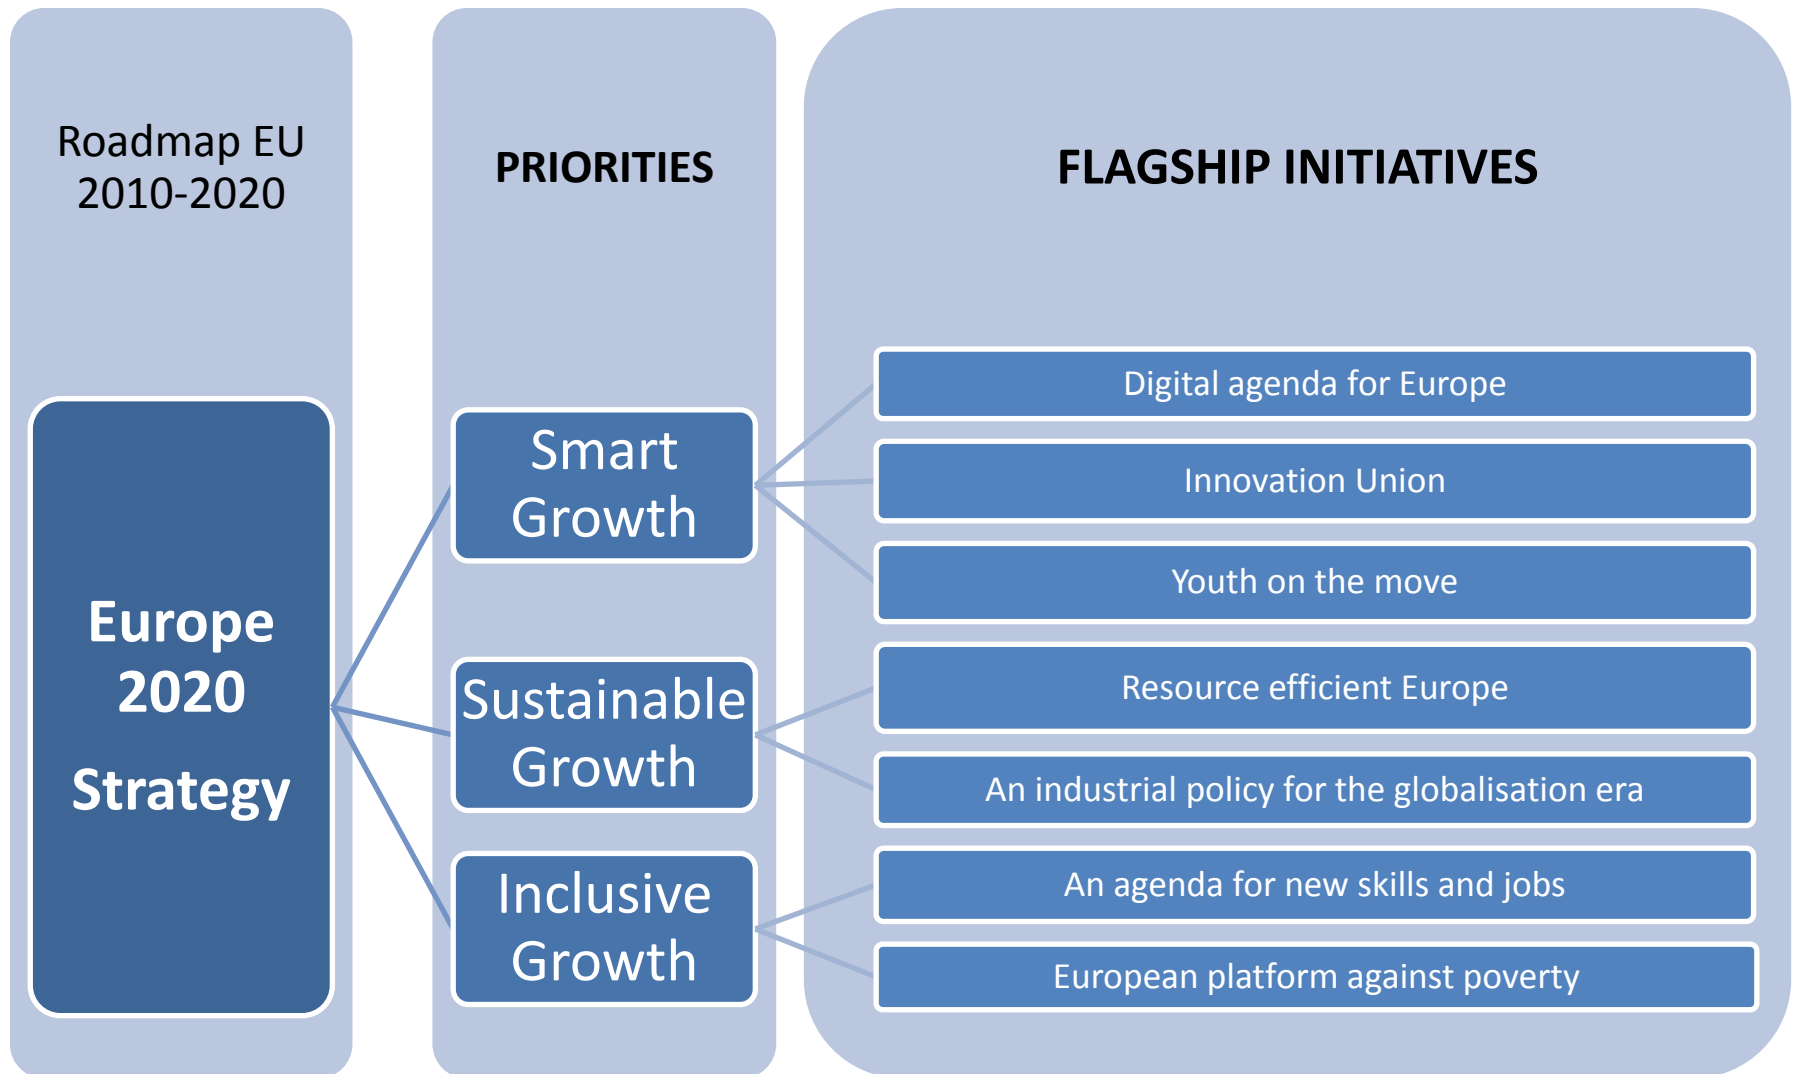 Roadmap EU
2010-2020
PRIORITIES
FLAGSHIP INITIATIVES
Europe
2020
Strategy
Smart
Growth
Digital agenda for Europe
Innovation Union
Youth on the move
Sustainable
Growth
Resource efficient Europe
An industrial policy for the globalisation era
Inclusive
Growth
An agenda for new skills and jobs
European platform against poverty